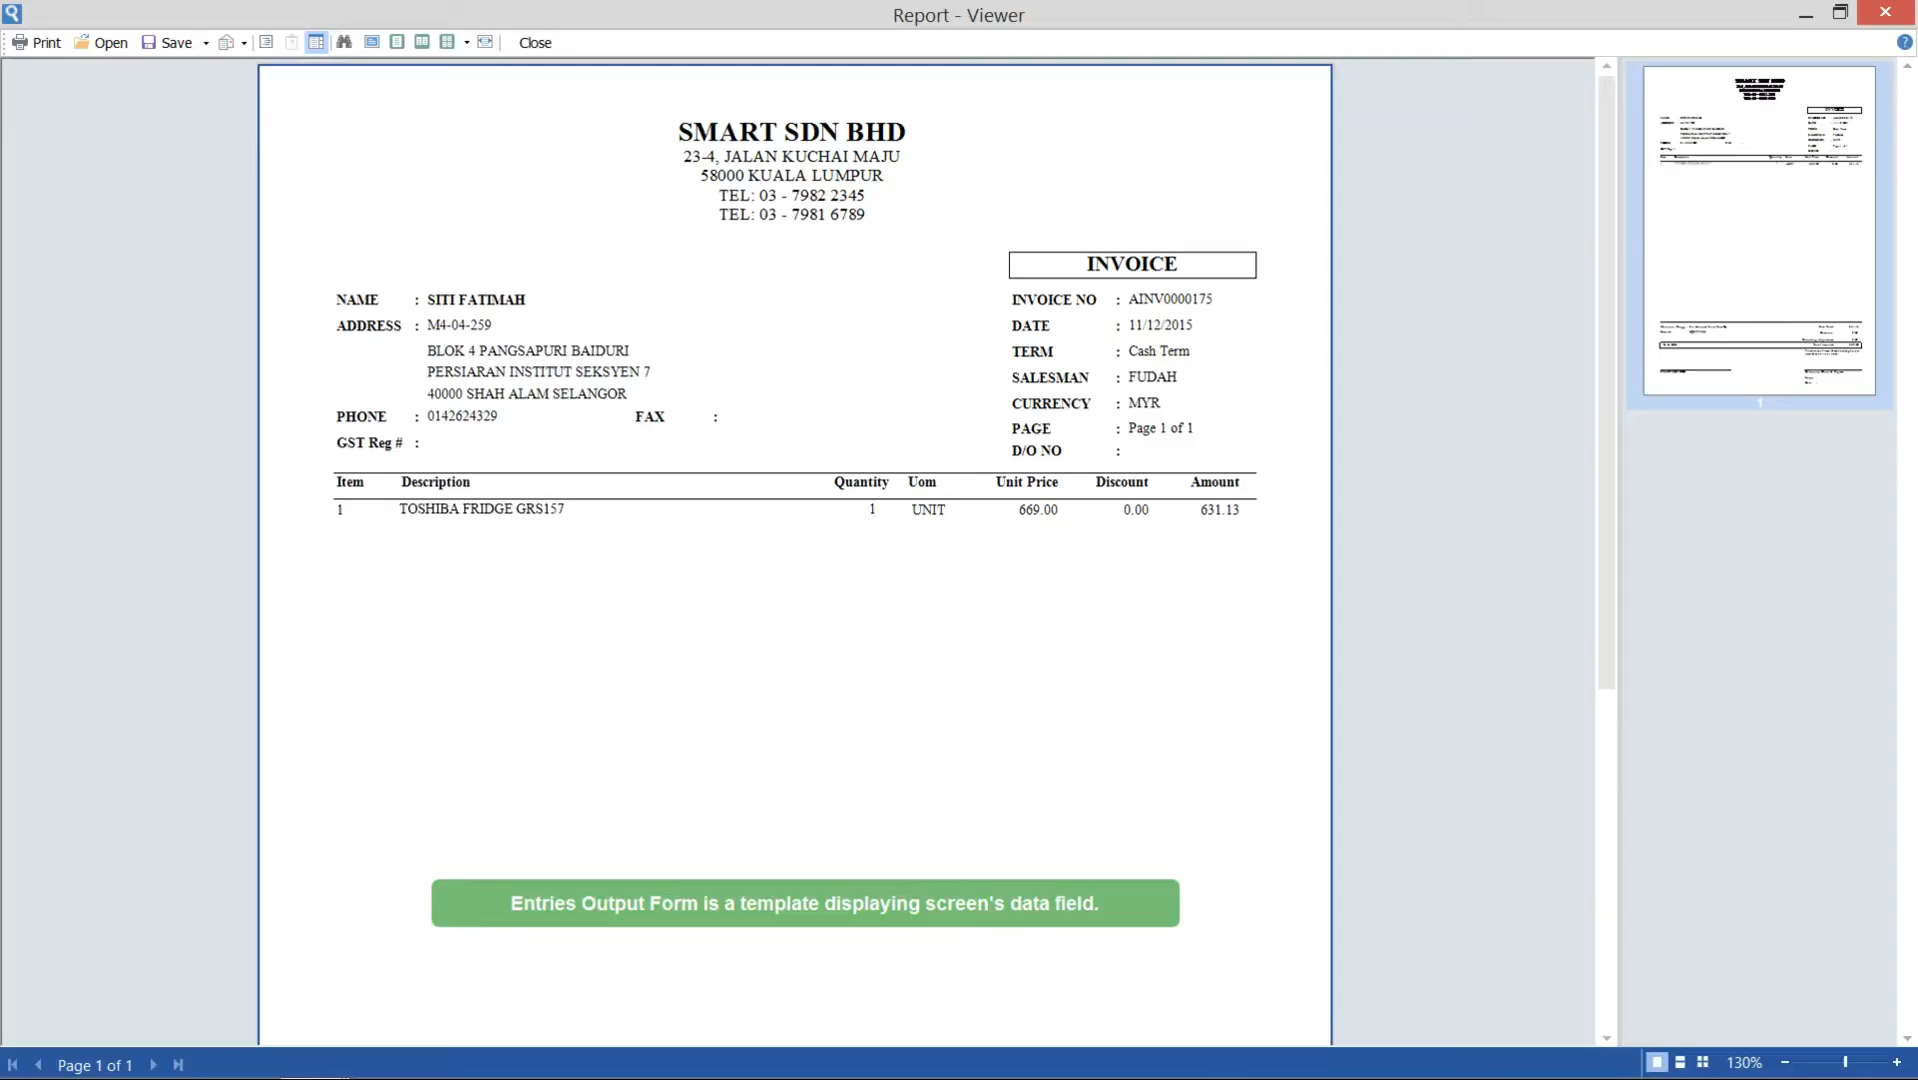 Report - Viewer
Print Open Save Close
SMART SDN BHD
23-4, JALAN KUCHAI MAJU
58000 KUALA LUMPUR
TEL: 03 - 7982 2345
TEL: 03 - 7981 6789
INVOICE
NAME : SITI FATIMAH
ADDRESS : M4-04-259
BLOK 4 PANGSAPURI BAIDURI
PERSIARAN INSTITUT SEKSYEN 7
40000 SHAH ALAM SELANGOR
PHONE : 0142624329 FAX :
GST Reg # :
INVOICE NO : AINV0000175
DATE : 11/12/2015
TERM : Cash Term
SALESMAN : FUDAH
CURRENCY : MYR
PAGE : Page 1 of 1
D/O NO :
Item Description Quantity Uom Unit Price Discount Amount
1 TOSHIBA FRIDGE GRS157 1 UNIT 669.00 0.00 631.13
Entries Output Form is a template displaying screen's data field.
1
Page 1 of 1
130%